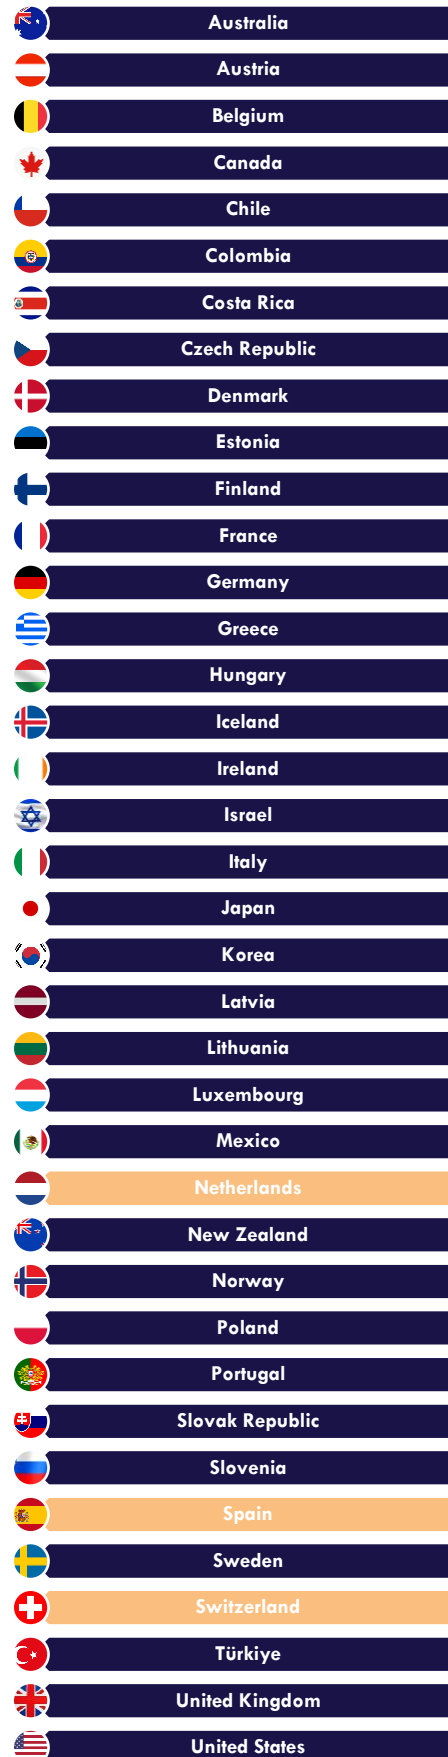 Australia
Austria
Belgium
Canada
Chile
Colombia
Costa Rica
Czech Republic
Denmark
Estonia
Finland
France
Germany
Greece
Hungary
Iceland
Ireland
Israel
Italy
Japan
Korea
Latvia
Lithuania
Luxembourg
Mexico
Netherlands
New Zealand
Norway
Poland
Portugal
Slovak Republic
Slovenia
Spain
Sweden
Switzerland
Türkiye
United Kingdom
United States